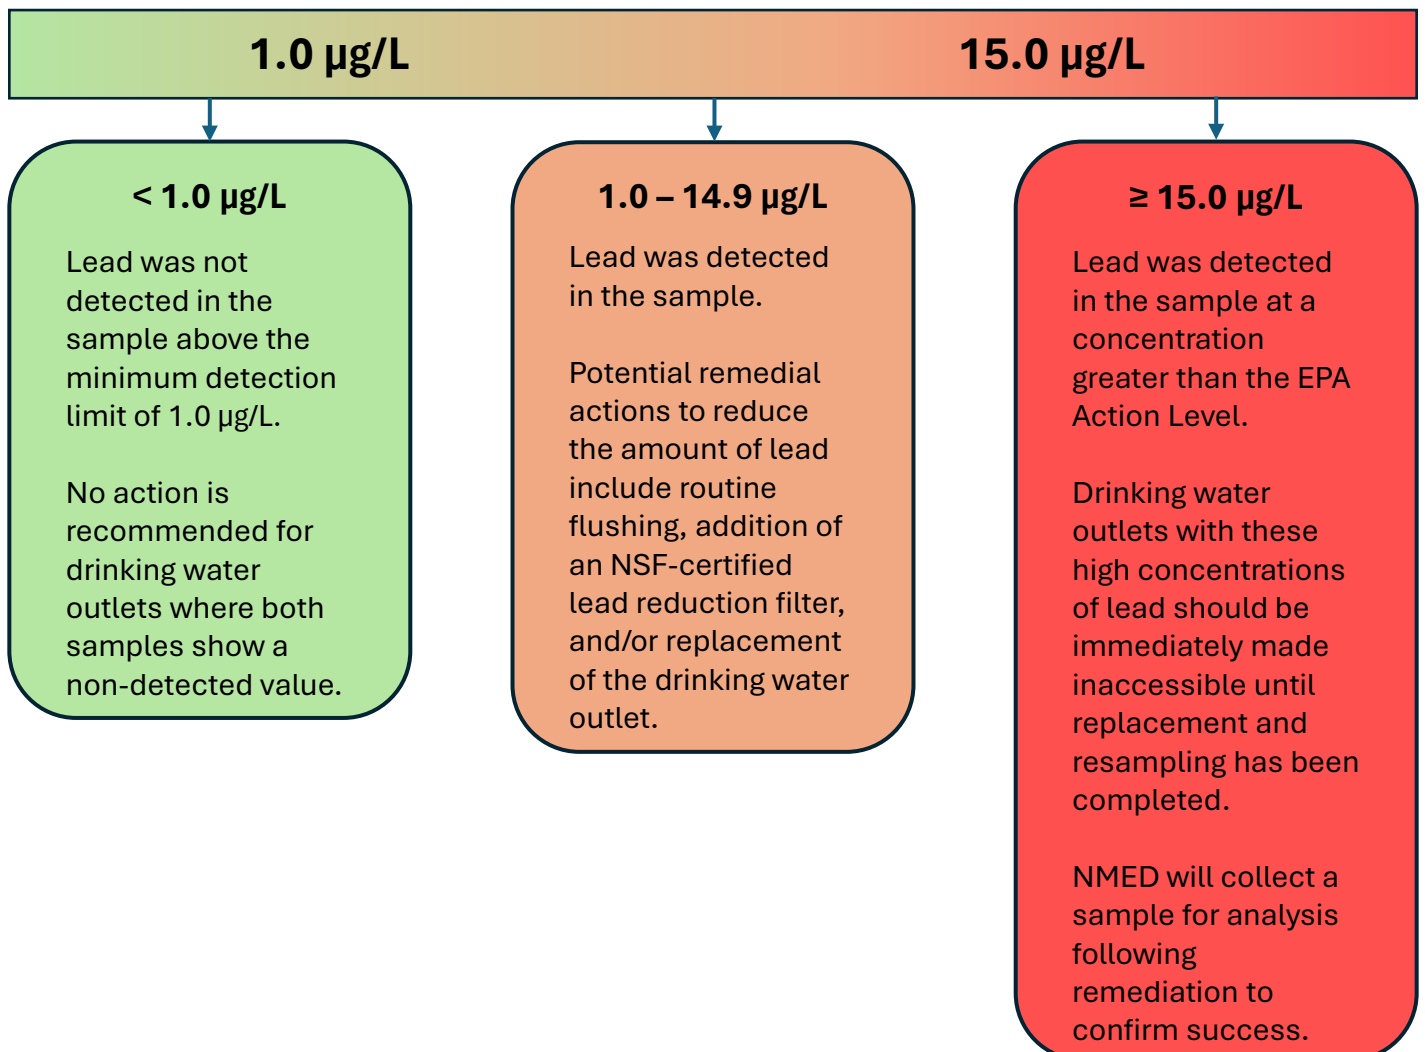 1.0 µg/L
15.0 µg/L
< 1.0 µg/L
Lead was not
detected in the
sample above the
minimum detection
limit of 1.0 µg/L.
No action is
recommended for
drinking water
outlets where both
samples show a
non-detected value.
1.0 – 14.9 µg/L
Lead was detected
in the sample.
Potential remedial
actions to reduce
the amount of lead
include routine
flushing, addition of
an NSF-certified
lead reduction filter,
and/or replacement
of the drinking water
outlet.
≥ 15.0 µg/L
Lead was detected
in the sample at a
concentration
greater than the EPA
Action Level.
Drinking water
outlets with these
high concentrations
of lead should be
immediately made
inaccessible until
replacement and
resampling has been
completed.
NMED will collect a
sample for analysis
following
remediation to
confirm success.